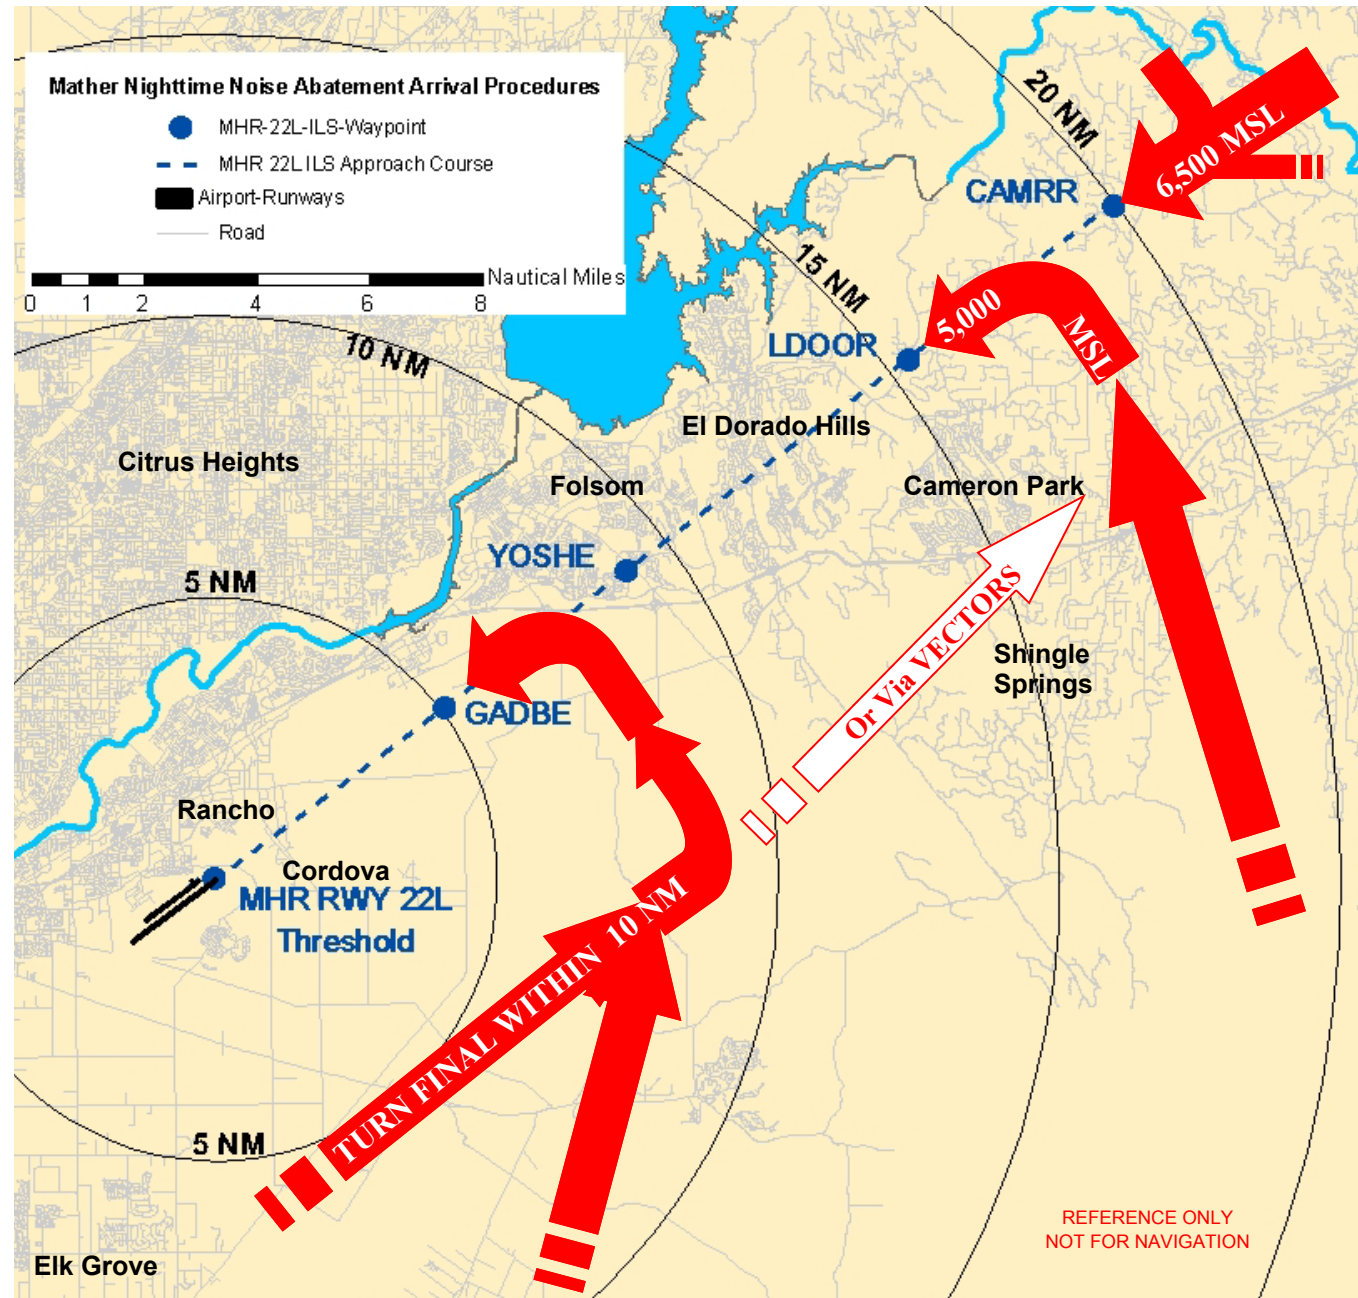 Mather Nighttime Noise Abatement Arrival Procedures
MHR-22L-ILS-Waypoint
MHR 22L ILS Approach Course
Airport-Runways
Road
Nautical Miles
0 1 2 4 6 8
20 NM
6,500 MSL
CAMRR
15 NM
5,000
MSL
LDOOR
10 NM
El Dorado Hills
Citrus Heights
Folsom
Cameron Park
YOSHE
5 NM
Or Via VECTORS
Shingle
Springs
GADBE
Rancho
Cordova
MHR RWY 22L
Threshold
TURN FINAL WITHIN 10 NM
5 NM
REFERENCE ONLY
NOT FOR NAVIGATION
Elk Grove